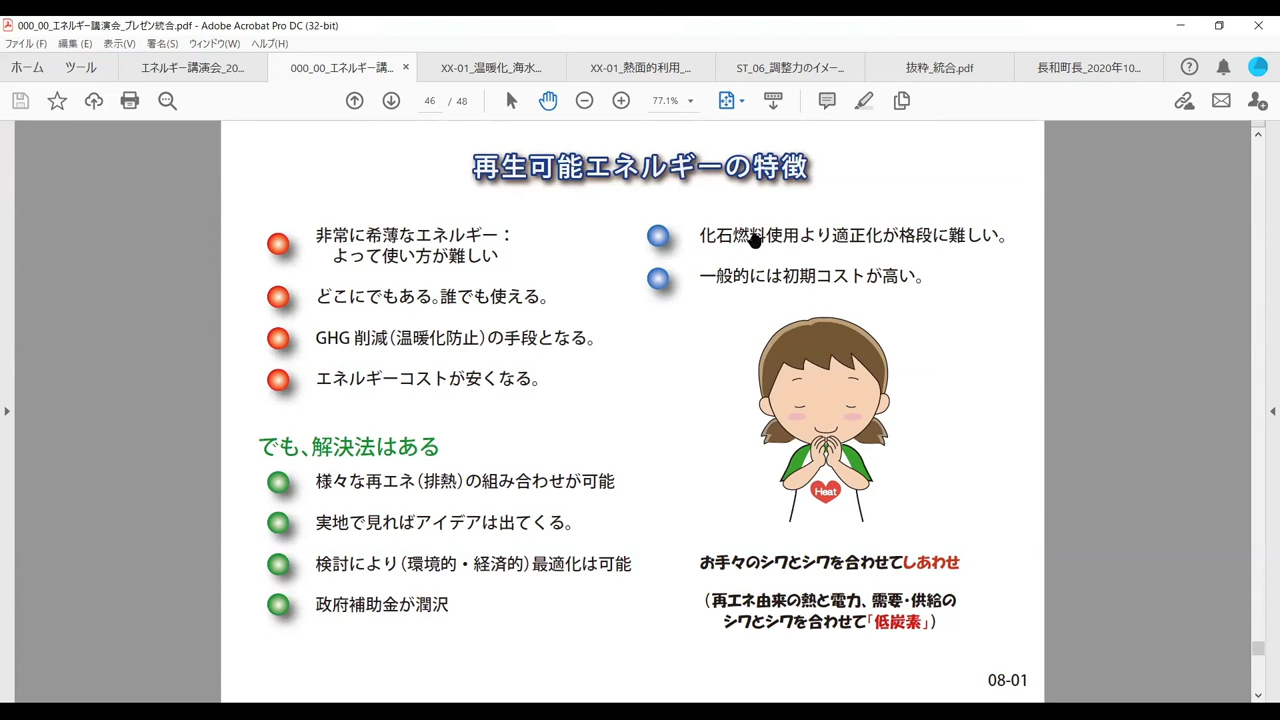 000_00_エネルギー講演会_プレゼン統合.pdf - Adobe Acrobat Pro DC (32-bit)
ファイル(F) 編集(E) 表示(V) 署名(S) ウィンドウ(W) ヘルプ(H)
ホーム ツール エネルギー講演会_20... 000_00_エネルギー講... × XX-01_温暖化_海水... XX-01_熱面的利用_... ST_06_調整力のイメー... 抜粋_統合.pdf 長和町長_2020年10...
46 / 48 77.1%
再生可能エネルギーの特徴
非常に希薄なエネルギー：
よって使い方が難しい
どこにでもある。誰でも使える。
GHG 削減（温暖化防止）の手段となる。
エネルギーコストが安くなる。
化石燃料使用より適正化が格段に難しい。
一般的には初期コストが高い。
でも、解決法はある
様々な再エネ（排熱）の組み合わせが可能
実地で見ればアイデアは出てくる。
検討により（環境的・経済的）最適化は可能
政府補助金が潤沢
Heat
お手々のシワとシワを合わせてしあわせ
（再エネ由来の熱と電力、需要・供給の
シワとシワを合わせて「低炭素」）
08-01